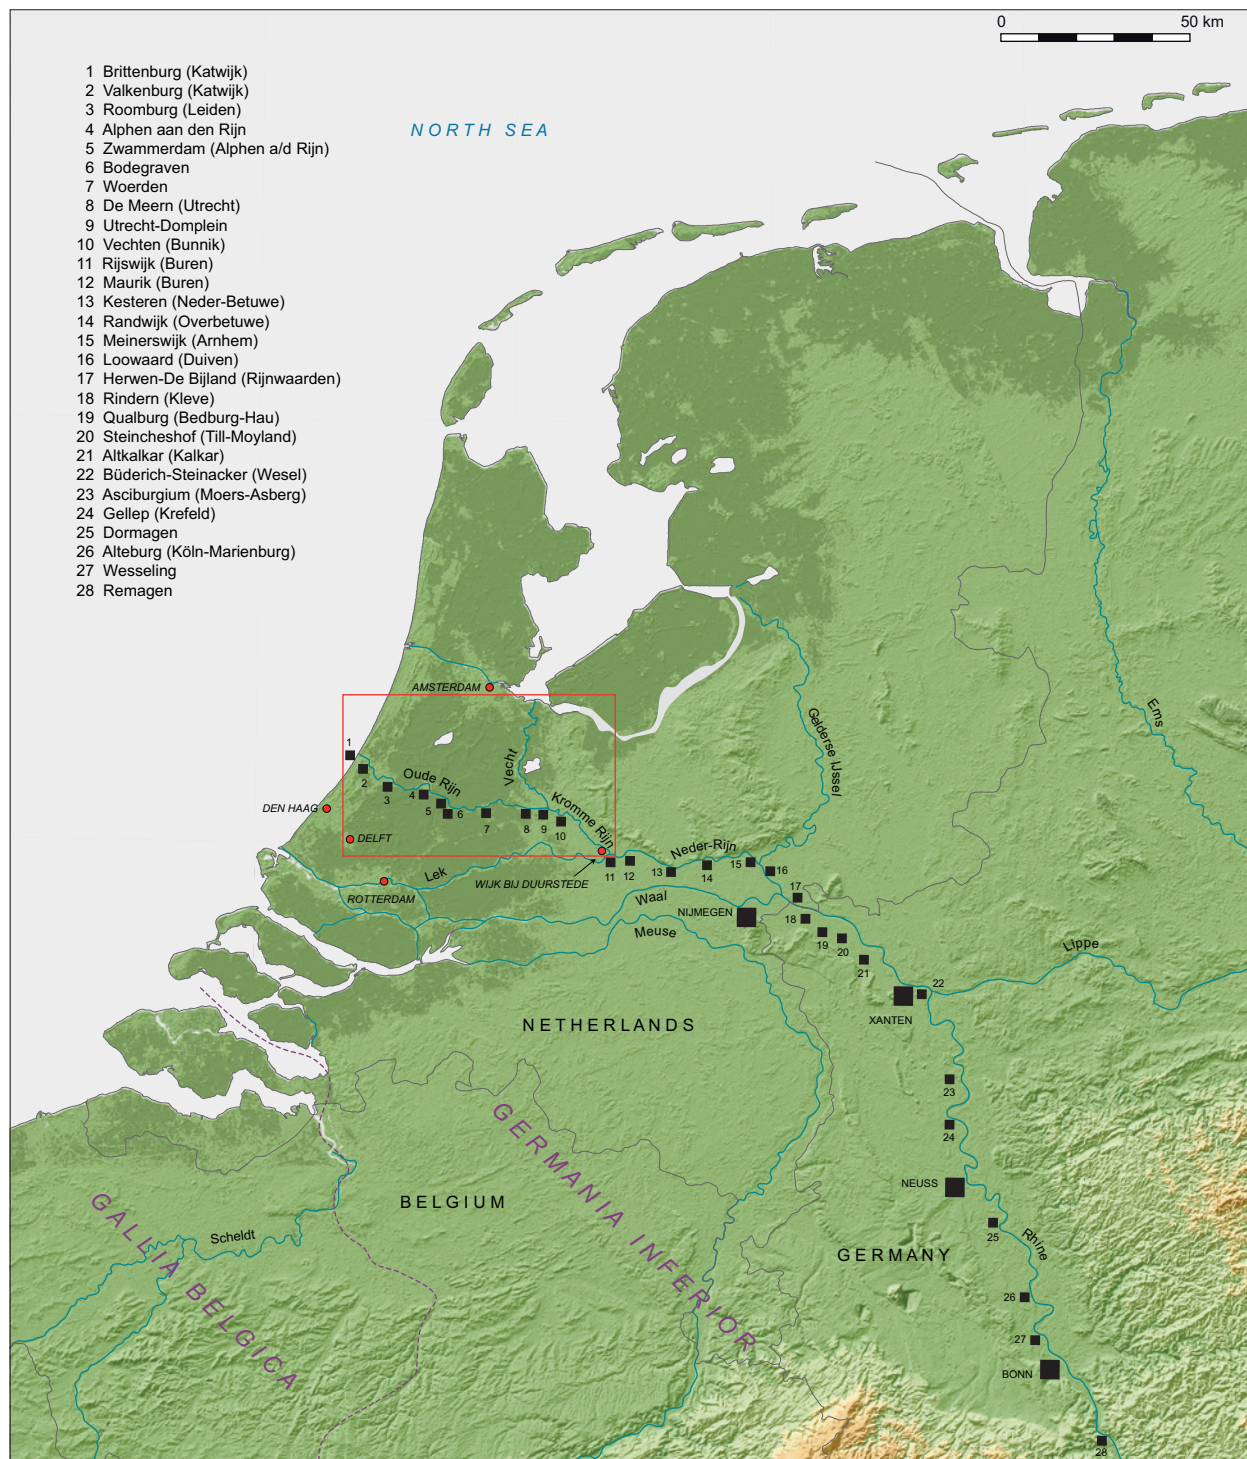 0 50 km
1 Brittenburg (Katwijk)
2 Valkenburg (Katwijk)
3 Roomburg (Leiden)
4 Alphen aan den Rijn
5 Zwammerdam (Alphen a/d Rijn)
6 Bodegraven
7 Woerden
8 De Meern (Utrecht)
9 Utrecht-Domplein
10 Vechten (Bunnik)
11 Rijswijk (Buren)
12 Maurik (Buren)
13 Kesteren (Neder-Betuwe)
14 Randwijk (Overbetuwe)
15 Meinerswijk (Arnhem)
16 Loowaard (Duiven)
17 Herwen-De Bijland (Rijnwaarden)
18 Rindern (Kleve)
19 Qualburg (Bedburg-Hau)
20 Steincheshof (Till-Moyland)
21 Altkalkar (Kalkar)
22 Büderich-Steinacker (Wesel)
23 Asciburgium (Moers-Asberg)
24 Gellep (Krefeld)
25 Dormagen
26 Alteburg (Köln-Marienburg)
27 Wesseling
28 Remagen
NORTH SEA
AMSTERDAM
Gelderse IJssel
Ems
Vecht
1
2
3
Oude Rijn
4
5
6
7
8
9
10
Kromme Rijn
DEN HAAG
DELFT
Neder-Rijn
11
12
13
14
15
16
Lek
WIJK BIJ DUURSTEDE
ROTTERDAM
Waal
17
NIJMEGEN
18
Meuse
19
20
21
Lippe
22
XANTEN
NETHERLANDS
23
24
GERMANIA INFERIOR
NEUSS
BELGIUM
GALLIA BELGICA
Scheldt
25
Rhine
GERMANY
26
27
BONN
28